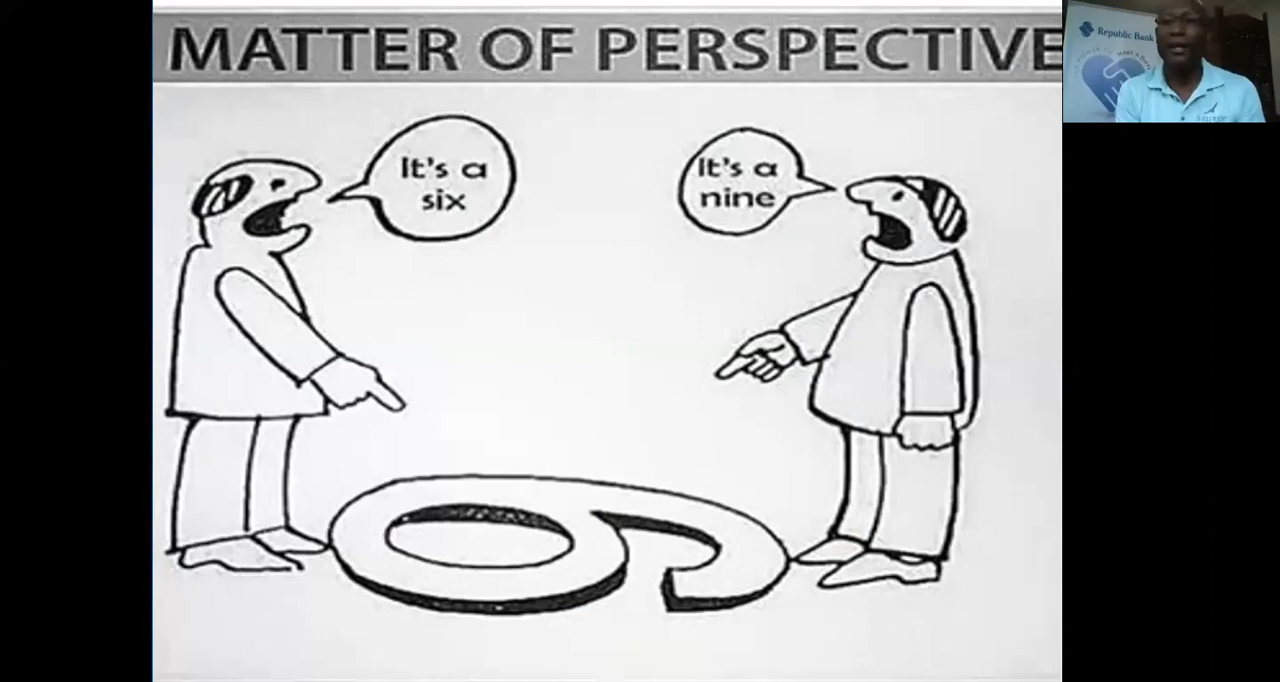 MATTER OF PERSPECTIVE
It's a
six
It's a
nine
Republic Bank